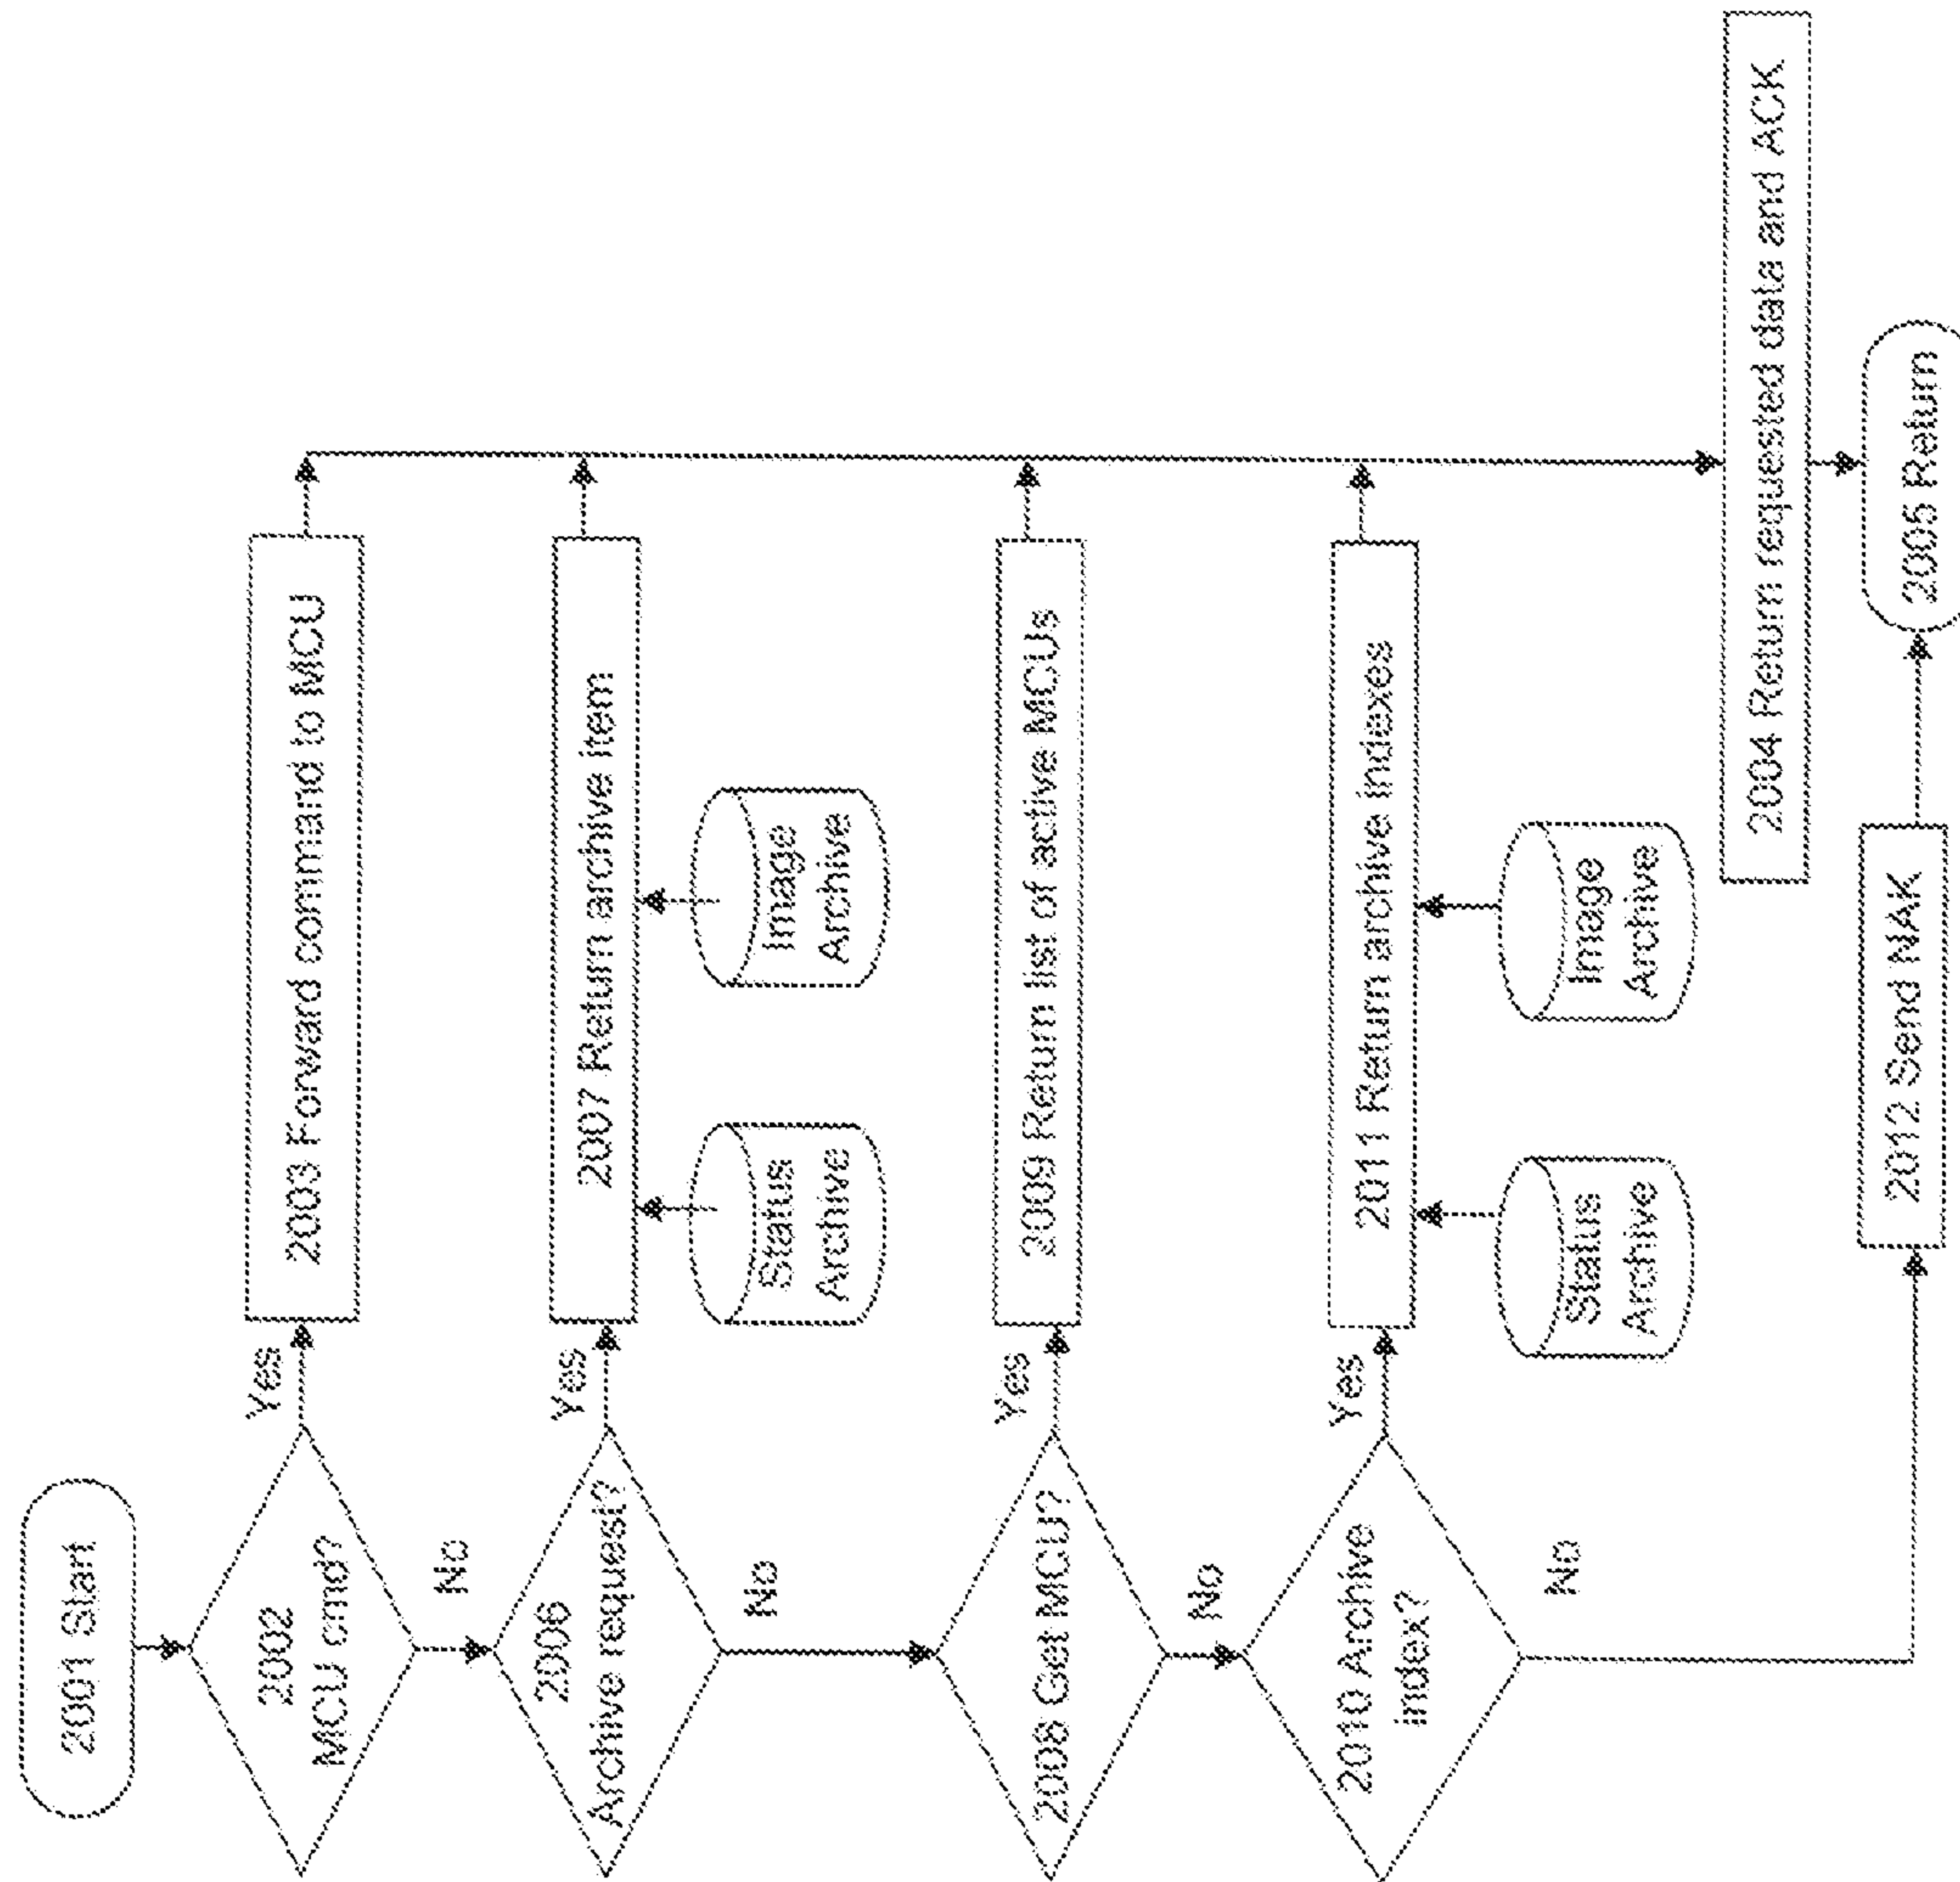 2001 Start
2002
MCU cmd?
Yes
2003 Forward command to MCU
No
2006
Archive request?
Yes
2007 Return archive item
Status
Archive
Image
Archive
No
2008 Get MCU?
Yes
2009 Return list of active MCUs
No
2010 Archive
index?
Yes
2011 Return archive indexes
Status
Archive
Image
Archive
No
2004 Return requested data and ACK
2012 Send NAK
2005 Return